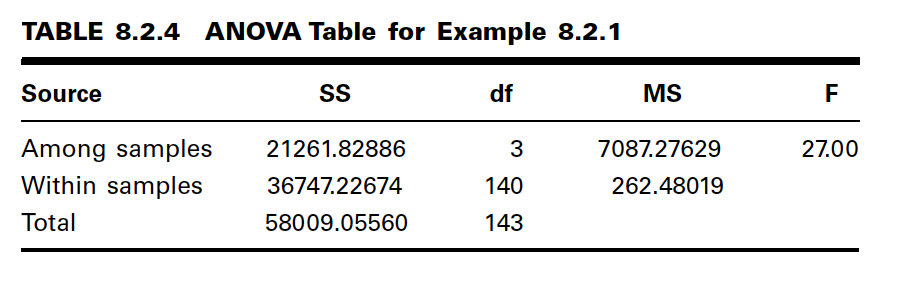 TABLE 8.2.4 ANOVA Table for Example 8.2.1
Source SS df MS F
Among samples 21261.82886 3 7087.27629 27.00
Within samples 36747.22674 140 262.48019
Total 58009.05560 143